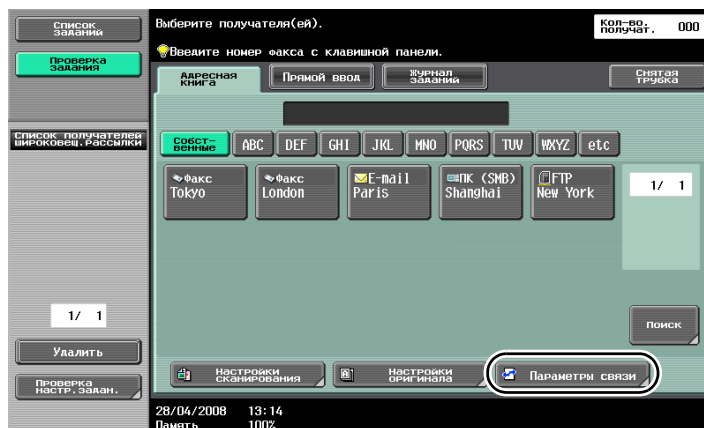 Список
заданий
Проверка
задания
Список получателей
широковещ.рассылки
1/ 1
Удалить
Проверка
настр.задан.
Выберите получателя(ей).
Кол-во.
получат. 000
Введите номер факса с клавишной панели.
Адресная
книга
Прямой ввод
Журнал
заданий
Снятая
трубка
Собст-
венные
ABC
DEF
GHI
JKL
MNO
PQRS
TUV
WXYZ
etc
Факс
Tokyo
Факс
London
E-mail
Paris
ПК (SMB)
Shanghai
FTP
New York
1/ 1
Поиск
Настройки
сканирования
Настройки
оригинала
Параметры связи
28/04/2008 13:14
Память 100%